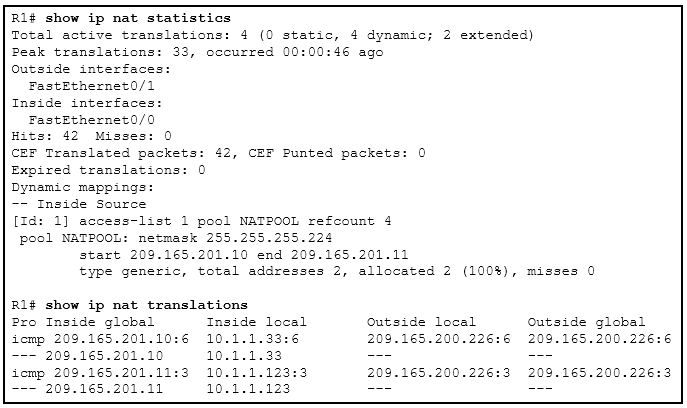 R1# show ip nat statistics
Total active translations: 4 (0 static, 4 dynamic; 2 extended)
Peak translations: 33, occurred 00:00:46 ago
Outside interfaces:
  FastEthernet0/1
Inside interfaces:
  FastEthernet0/0
Hits: 42  Misses: 0
CEF Translated packets: 42, CEF Punted packets: 0
Expired translations: 0
Dynamic mappings:
-- Inside Source
[Id: 1] access-list 1 pool NATPOOL refcount 4
 pool NATPOOL: netmask 255.255.255.224
        start 209.165.201.10 end 209.165.201.11
        type generic, total addresses 2, allocated 2 (100%), misses 0
R1# show ip nat translations
Pro Inside global      Inside local       Outside local      Outside global
icmp 209.165.201.10:6  10.1.1.33:6        209.165.200.226:6  209.165.200.226:6
--- 209.165.201.10     10.1.1.33          ---                ---
icmp 209.165.201.11:3  10.1.1.123:3       209.165.200.226:3  209.165.200.226:3
--- 209.165.201.11     10.1.1.123         ---                ---